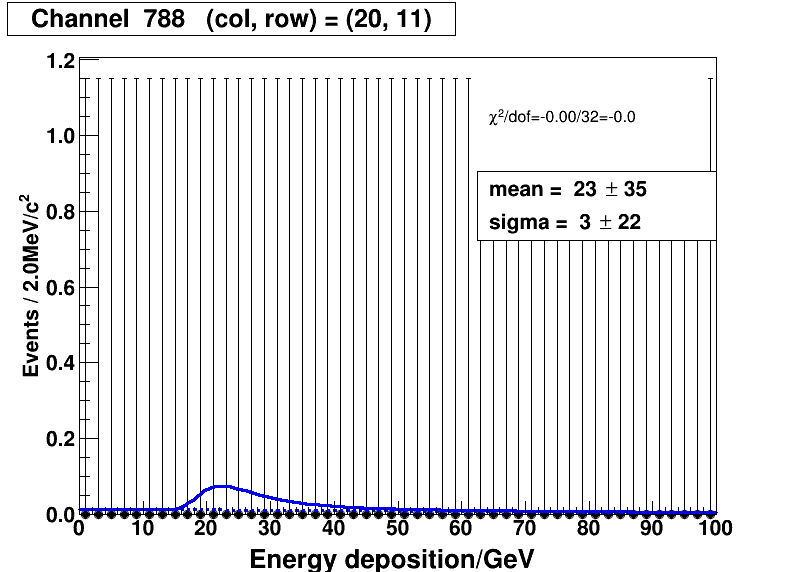 Channel 788 (col, row) = (20, 11)
1.2
1.0
0.8
0.6
0.4
0.2
0.0
Events / 2.0MeV/c²
χ²/dof=-0.00/32=-0.0
mean = 23 ± 35
sigma = 3 ± 22
0 10 20 30 40 50 60 70 80 90 100
Energy deposition/GeV